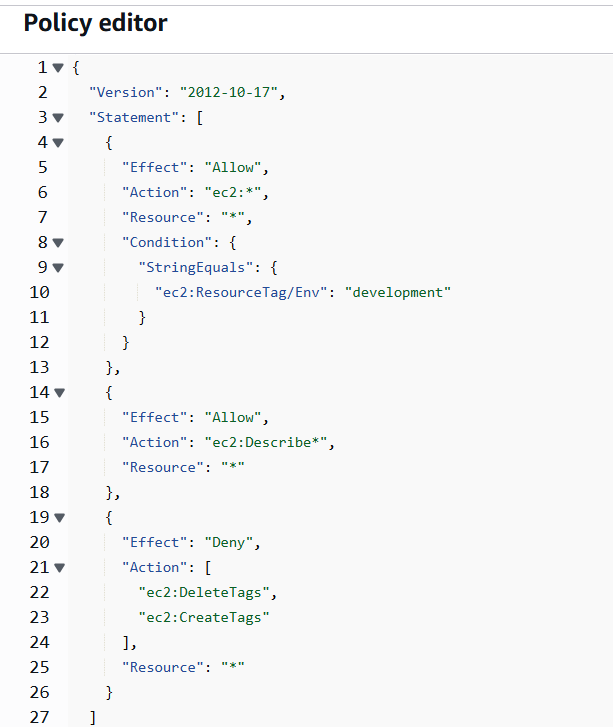 Policy editor
1 {
2 "Version": "2012-10-17",
3 "Statement": [
4 {
5 "Effect": "Allow",
6 "Action": "ec2:*",
7 "Resource": "*",
8 "Condition": {
9 "StringEquals": {
10 "ec2:ResourceTag/Env": "development"
11 }
12 }
13 },
14 {
15 "Effect": "Allow",
16 "Action": "ec2:Describe*",
17 "Resource": "*"
18 },
19 {
20 "Effect": "Deny",
21 "Action": [
22 "ec2:DeleteTags",
23 "ec2:CreateTags"
24 ],
25 "Resource": "*"
26 }
27 ]